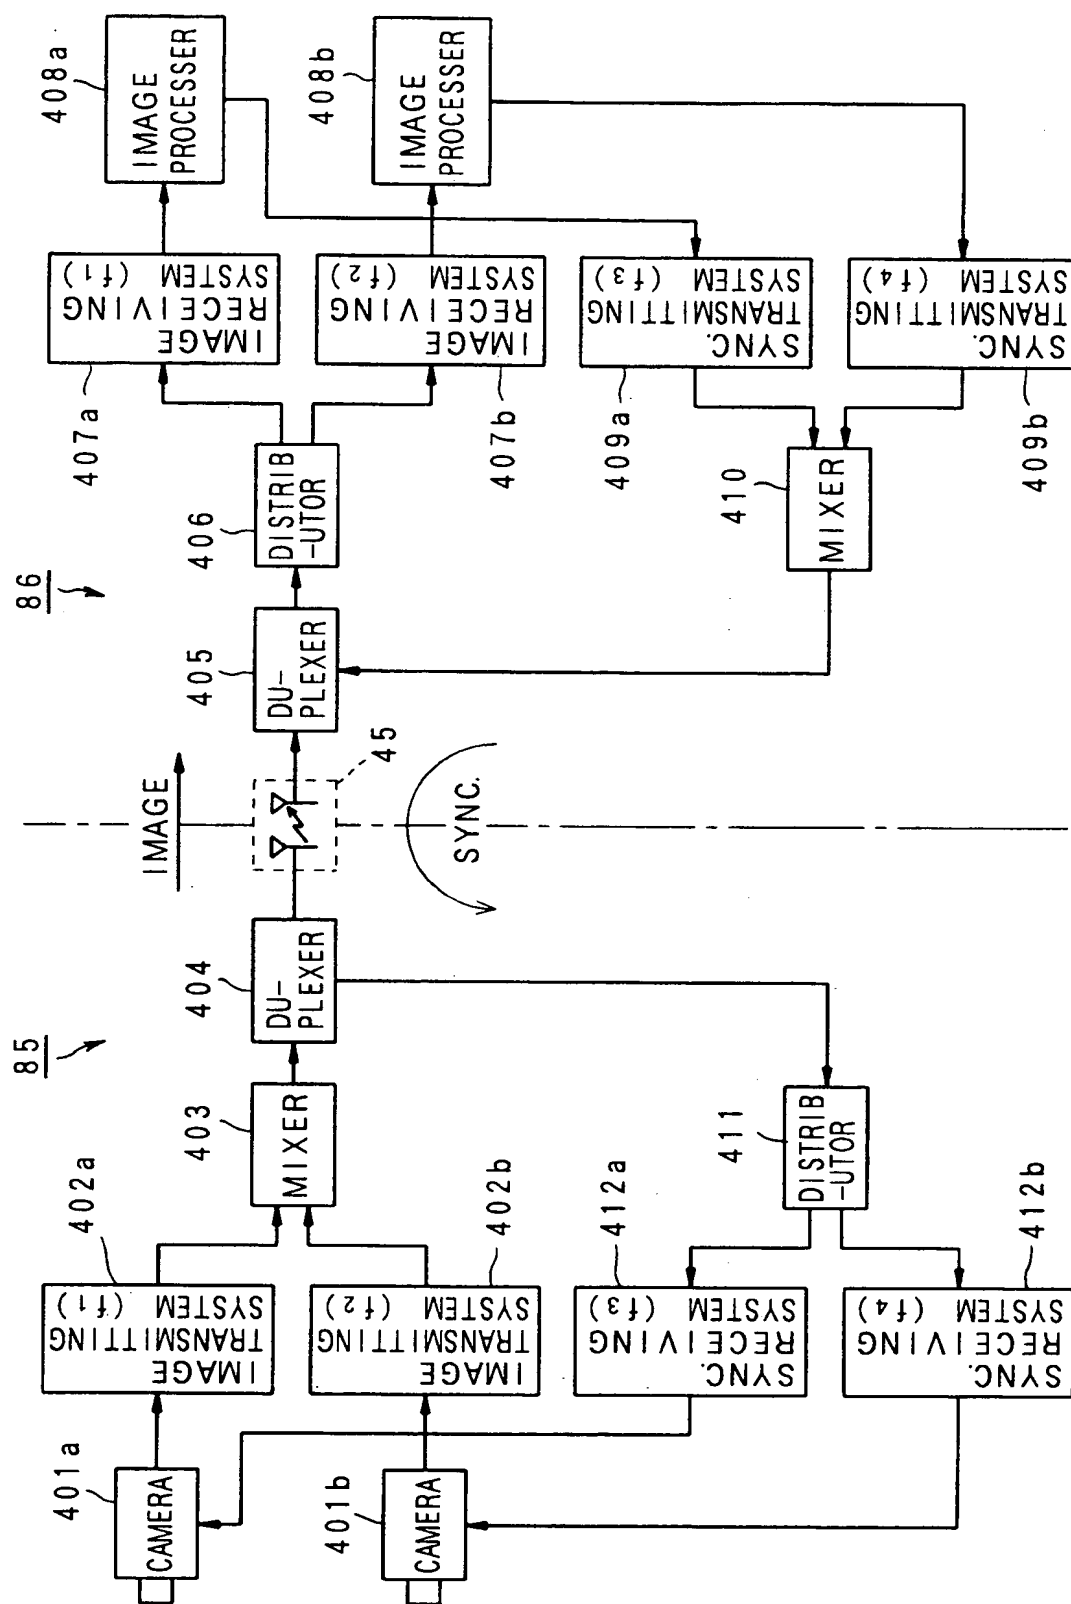 85
86
IMAGE
SYNC.
45
401a
CAMERA
402a
IMAGE
TRANSMITTING
SYSTEM
(f1)
401b
CAMERA
402b
IMAGE
TRANSMITTING
SYSTEM
(f2)
403
MIXER
404
DU-
PLEXER
405
DU-
PLEXER
406
DISTRIB
-UTOR
407a
IMAGE
RECEIVING
SYSTEM
(f1)
408a
IMAGE
PROCESSER
407b
IMAGE
RECEIVING
SYSTEM
(f2)
408b
IMAGE
PROCESSER
409a
SYNC.
TRANSMITTING
SYSTEM
(f3)
409b
SYNC.
TRANSMITTING
SYSTEM
(f4)
410
MIXER
411
DISTRIB
-UTOR
412a
SYNC.
RECEIVING
SYSTEM
(f3)
412b
SYNC.
RECEIVING
SYSTEM
(f4)